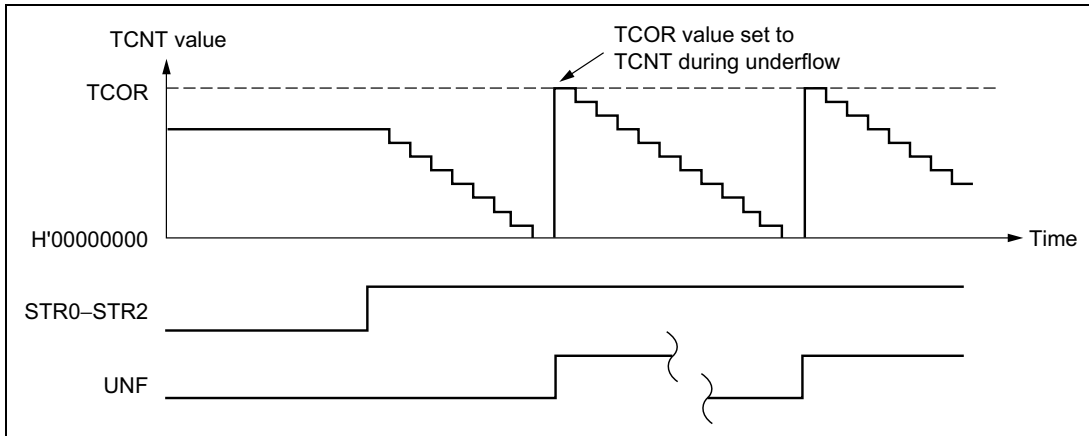 TCNT value
TCOR value set to
TCNT during underflow
TCOR
H'00000000
Time
STR0–STR2
UNF